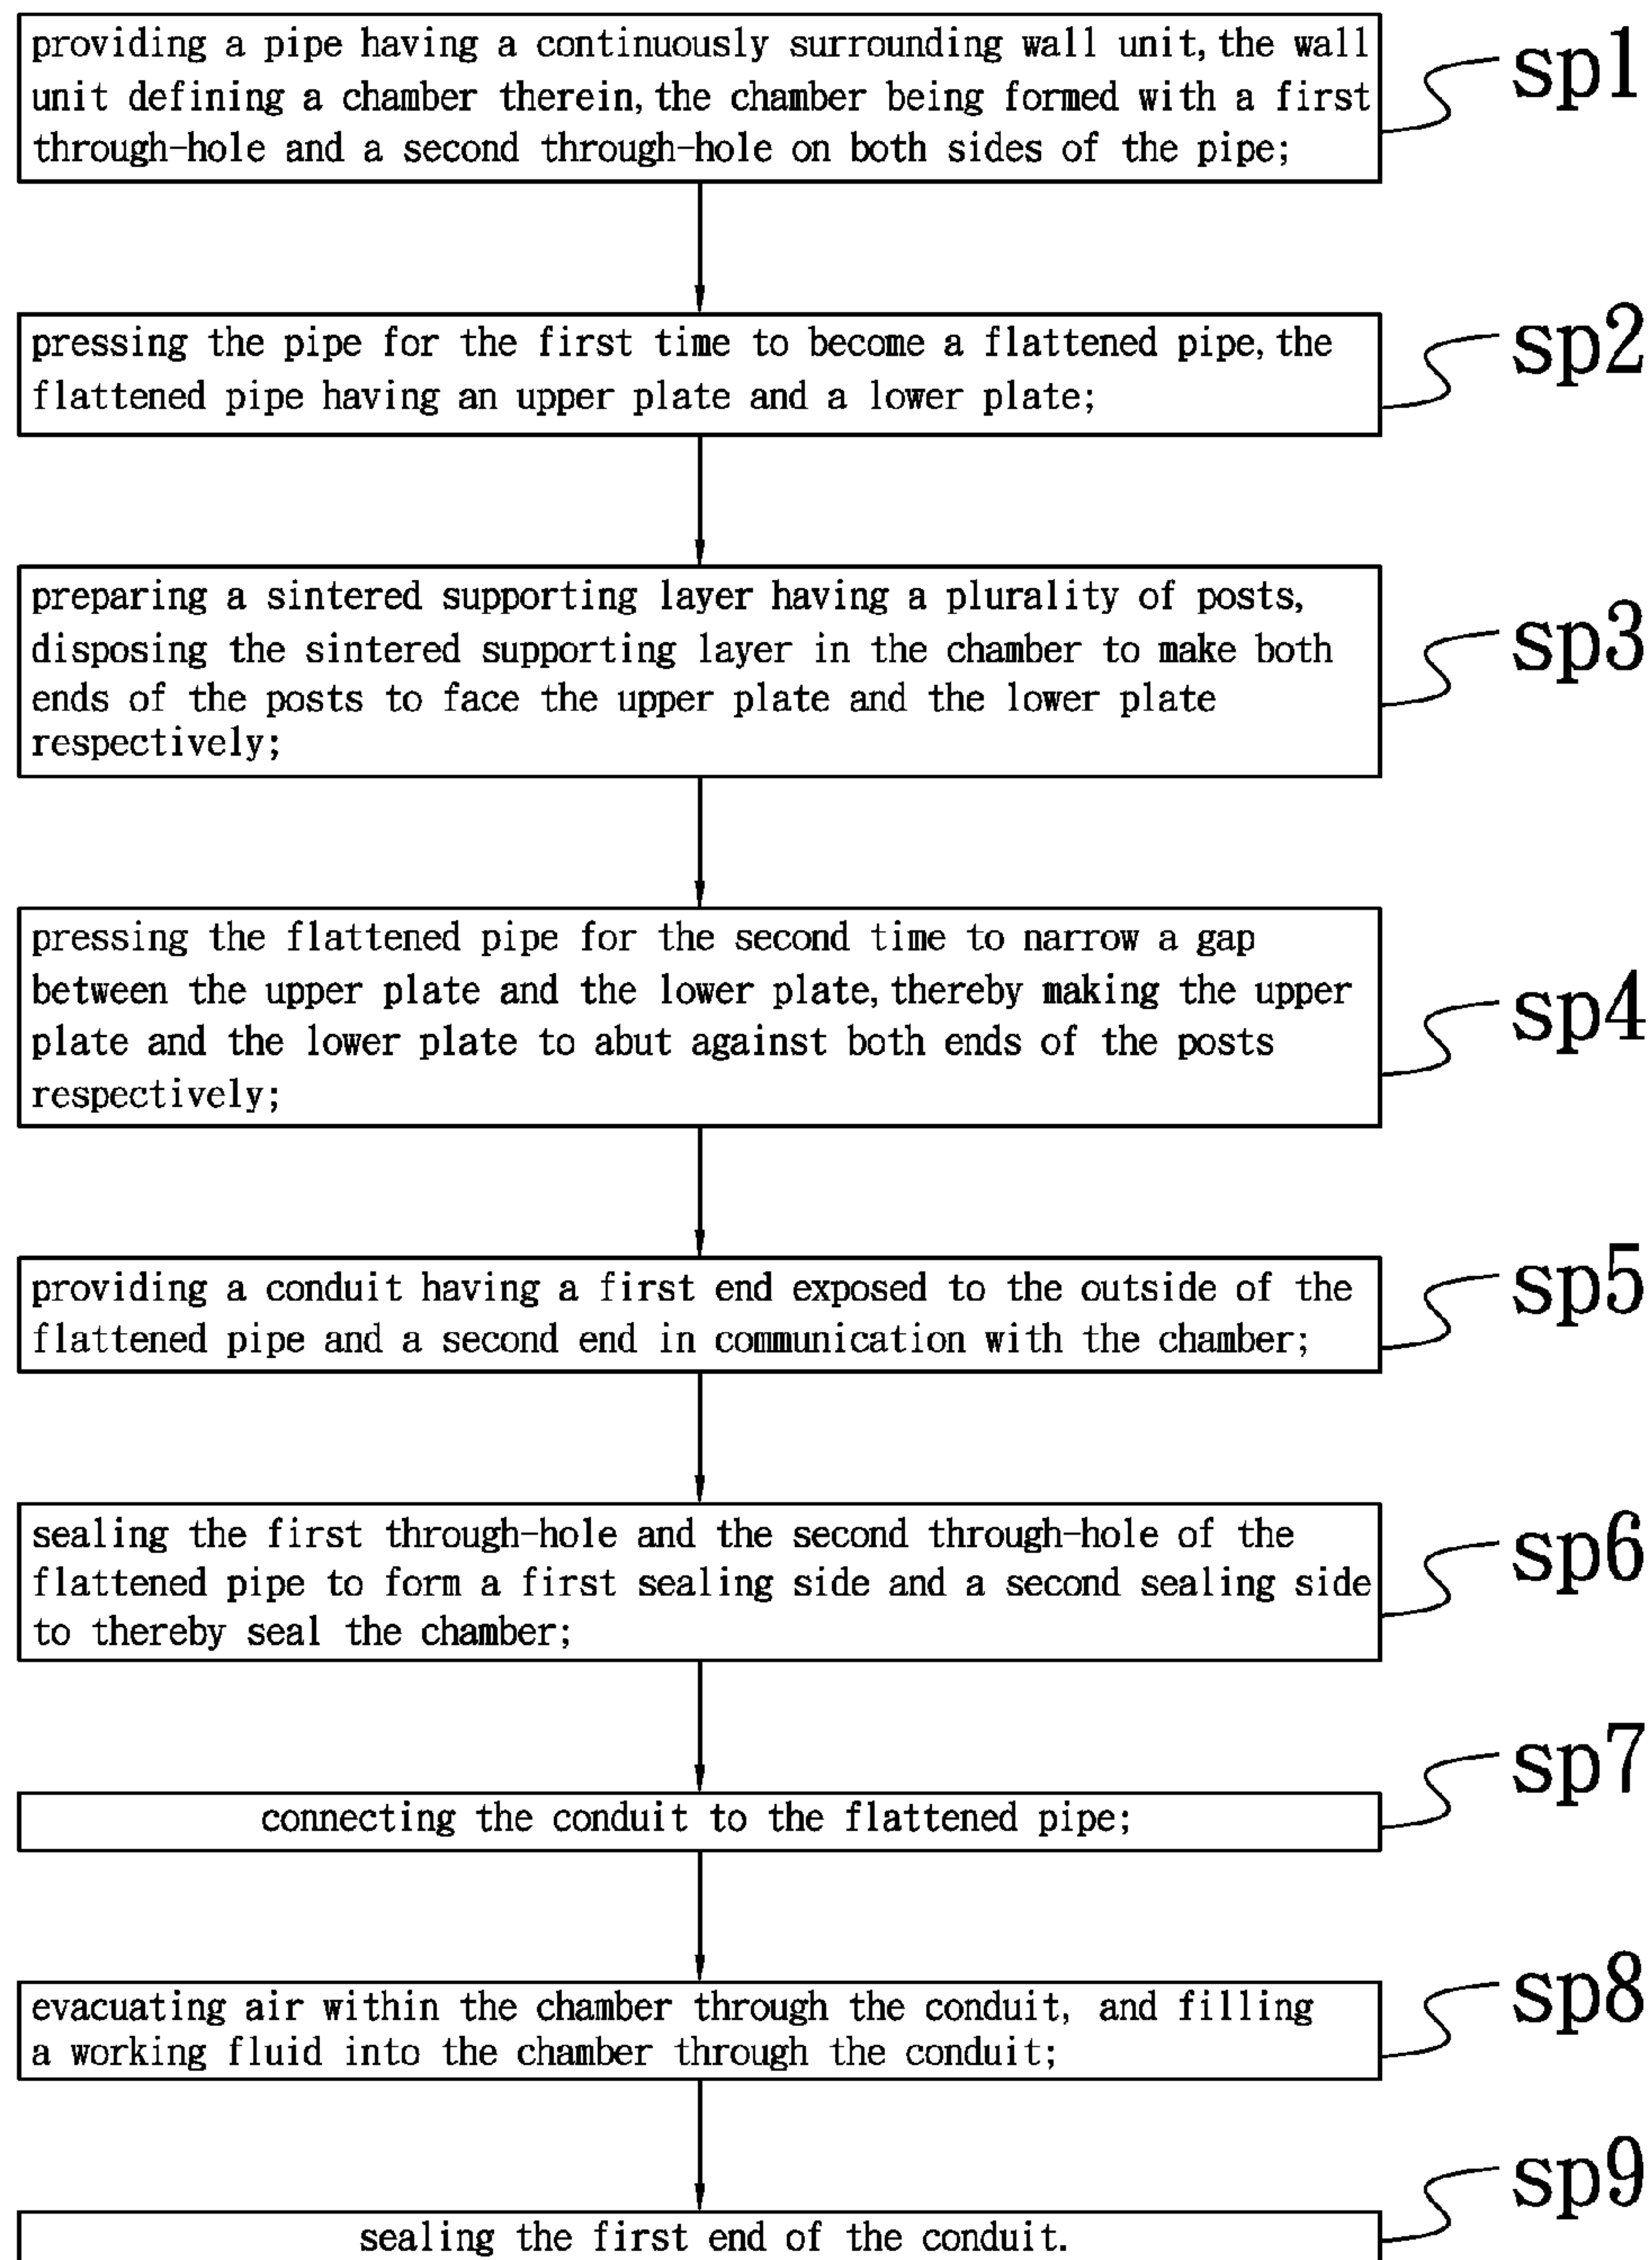 providing a pipe having a continuously surrounding wall unit, the wall
unit defining a chamber therein, the chamber being formed with a first
through-hole and a second through-hole on both sides of the pipe;
sp1
pressing the pipe for the first time to become a flattened pipe, the
flattened pipe having an upper plate and a lower plate;
sp2
preparing a sintered supporting layer having a plurality of posts,
disposing the sintered supporting layer in the chamber to make both
ends of the posts to face the upper plate and the lower plate
respectively;
sp3
pressing the flattened pipe for the second time to narrow a gap
between the upper plate and the lower plate, thereby making the upper
plate and the lower plate to abut against both ends of the posts
respectively;
sp4
providing a conduit having a first end exposed to the outside of the
flattened pipe and a second end in communication with the chamber;
sp5
sealing the first through-hole and the second through-hole of the
flattened pipe to form a first sealing side and a second sealing side
to thereby seal the chamber;
sp6
connecting the conduit to the flattened pipe;
sp7
evacuating air within the chamber through the conduit, and filling
a working fluid into the chamber through the conduit;
sp8
sealing the first end of the conduit.
sp9